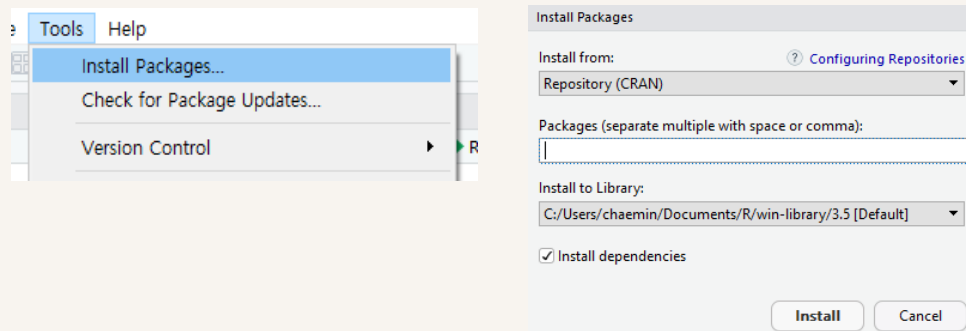 Tools Help
Install Packages...
Check for Package Updates...
Version Control
R
Install Packages
Install from:
? Configuring Repositories
Repository (CRAN)
Packages (separate multiple with space or comma):
Install to Library:
C:/Users/chaemin/Documents/R/win-library/3.5 [Default]
Install dependencies
Install Cancel